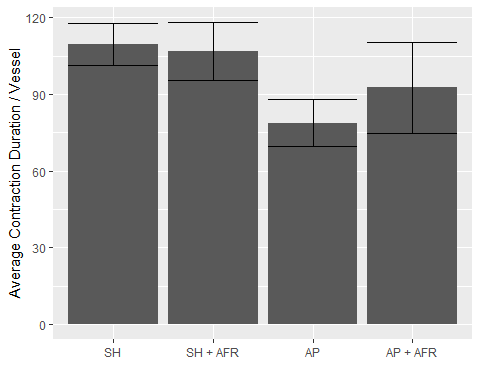 Average Contraction Duration / Vessel
120
90
60
30
0
SH SH + AFR AP AP + AFR